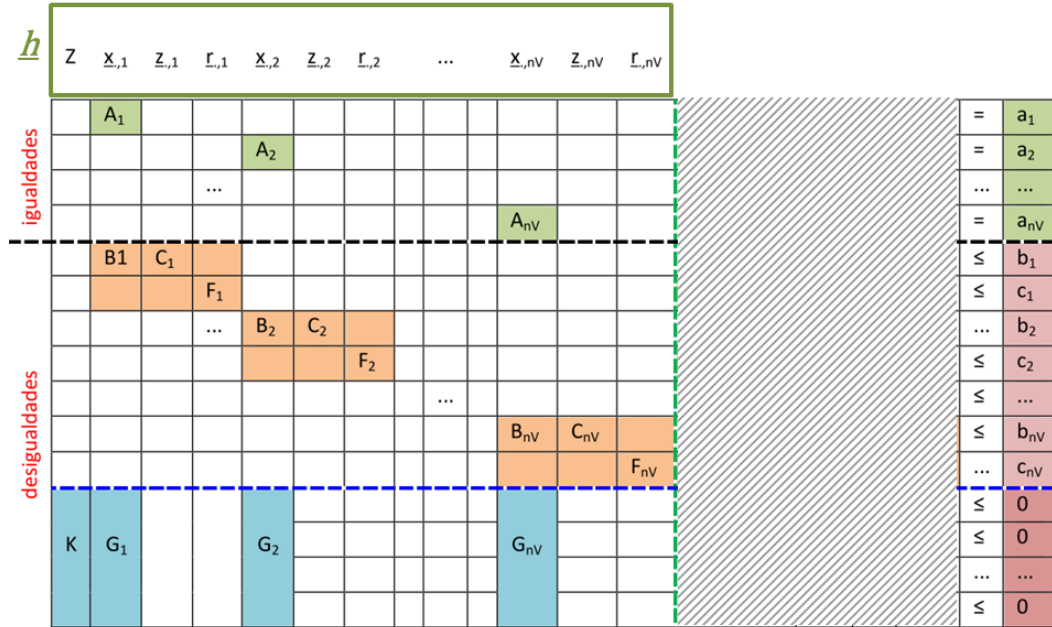 h
Z x.,1 z.,1 r.,1 x.,2 z.,2 r.,2 ... x.,nV z.,nV r.,nV
igualdades
A1 = a1
A2 = a2
... ... ...
AnV = anV
desigualdades
B1 C1 ≤ b1
F1 ≤ c1
... B2 C2 ... b2
F2 ≤ c2
... ≤ ...
BnV CnV ≤ bnV
FnV ... cnV
≤ 0
K G1 G2 GnV ≤ 0
... ...
≤ 0